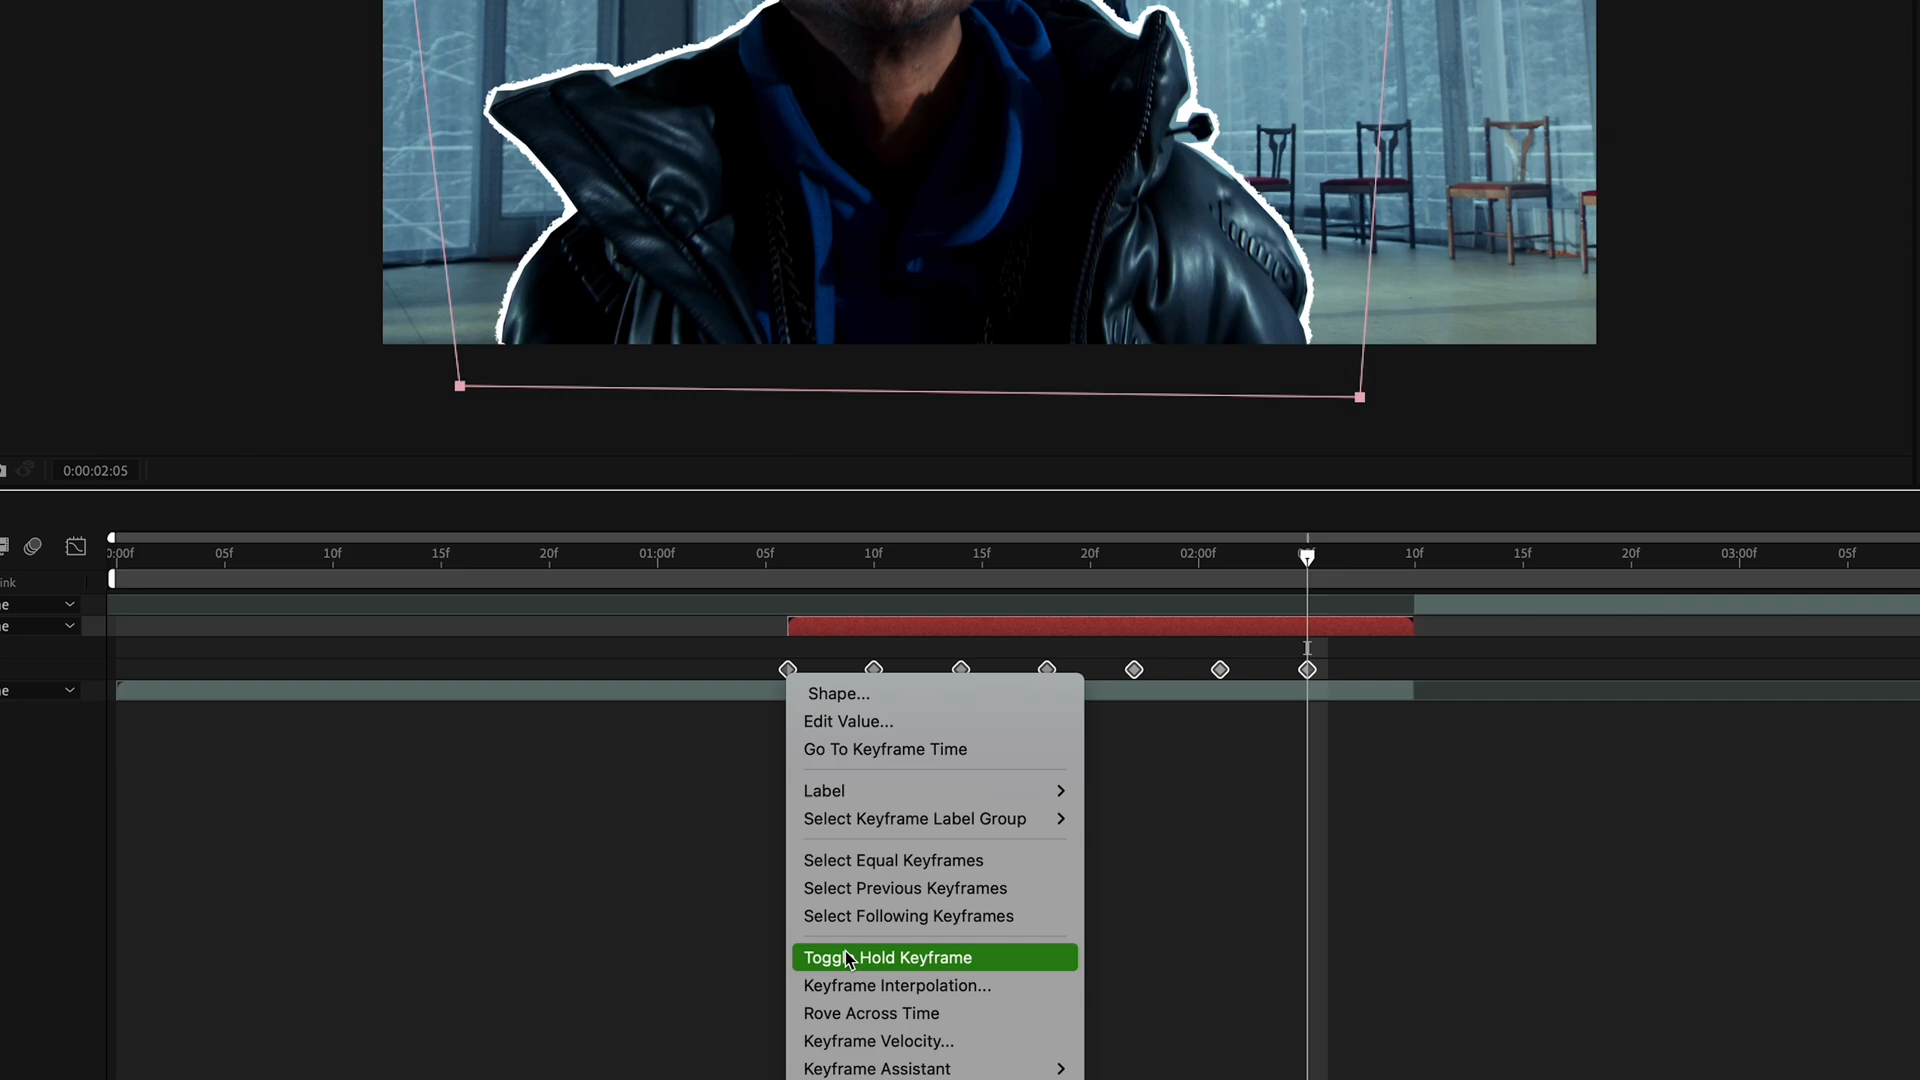 0:00:02:05
0:00f 05f 10f 15f 20f 01:00f 05f 10f 15f 20f 02:00f 10f 15f 20f 03:00f 05f
ink
ne
ne
ne
Shape...
Edit Value...
Go To Keyframe Time
Label
Select Keyframe Label Group
Select Equal Keyframes
Select Previous Keyframes
Select Following Keyframes
Toggle Hold Keyframe
Keyframe Interpolation...
Rove Across Time
Keyframe Velocity...
Keyframe Assistant